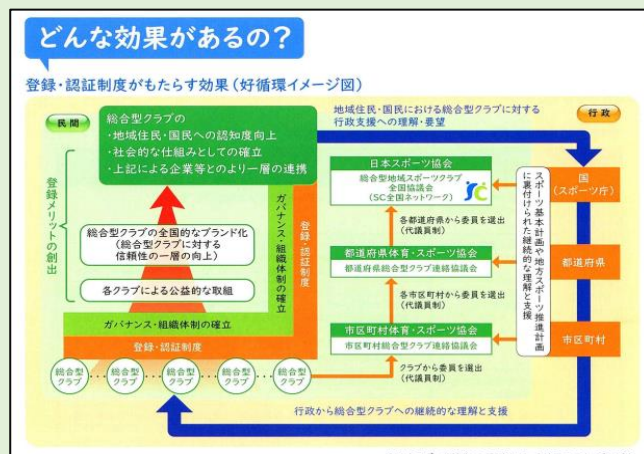 どんな効果があるの？
登録・認証制度がもたらす効果（好循環イメージ図）
民間
総合型クラブの
・地域住民・国民への認知度向上
・社会的な仕組みとしての確立
・上記による企業等とのより一層の連携
地域住民・国民における総合型クラブに対する
行政支援への理解・要望
行政
登録メリットの創出
総合型クラブの全国的なブランド化
（総合型クラブに対する
信頼性の一層の向上）
各クラブによる公益的な取組
ガバナンス・組織体制の確立
登録・認証制度
ガバナンス・組織体制の確立
登録・認証制度
総合型
クラブ
総合型
クラブ
総合型
クラブ
総合型
クラブ
総合型
クラブ
日本スポーツ協会
総合型地域スポーツクラブ
全国協議会
（SC全国ネットワーク）
各都道府県から委員を選出
（代議員制）
都道府県体育・スポーツ協会
都道府県総合型クラブ連絡協議会
各市区町村から委員を選出
（代議員制）
市区町村体育・スポーツ協会
市区町村総合型クラブ連絡協議会
クラブから委員を選出
（代議員制）
スポーツ基本計画や地方スポーツ推進計画
に裏付けられた継続的な理解と支援
国
（スポーツ庁）
都道府県
市区町村
行政から総合型クラブへの継続的な理解と支援